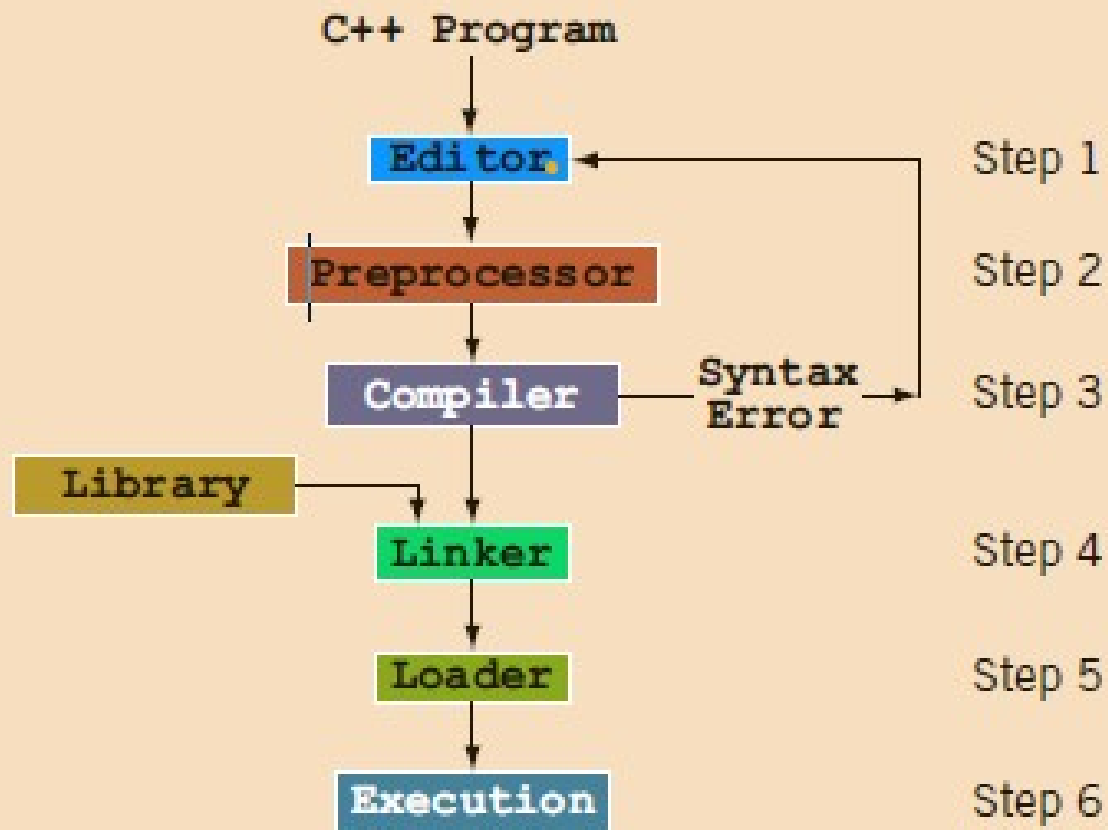 C++ Program
Editor
Step 1
Preprocessor
Step 2
Compiler
Syntax
Error
Step 3
Library
Linker
Step 4
Loader
Step 5
Execution
Step 6